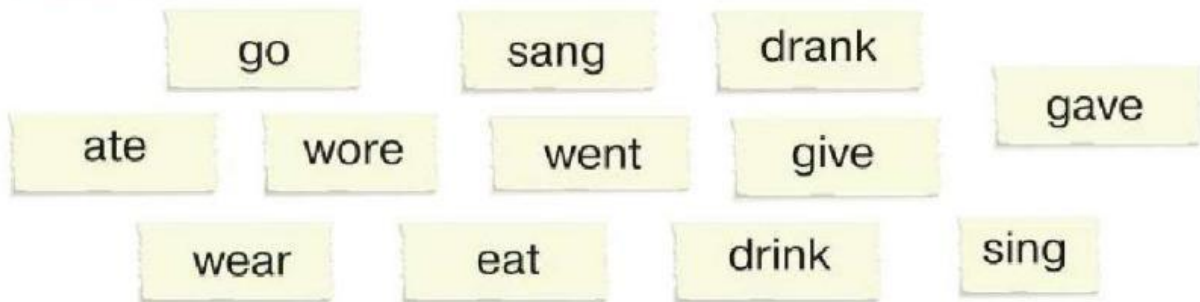 go sang drank
gave
ate wore went give
wear eat drink sing